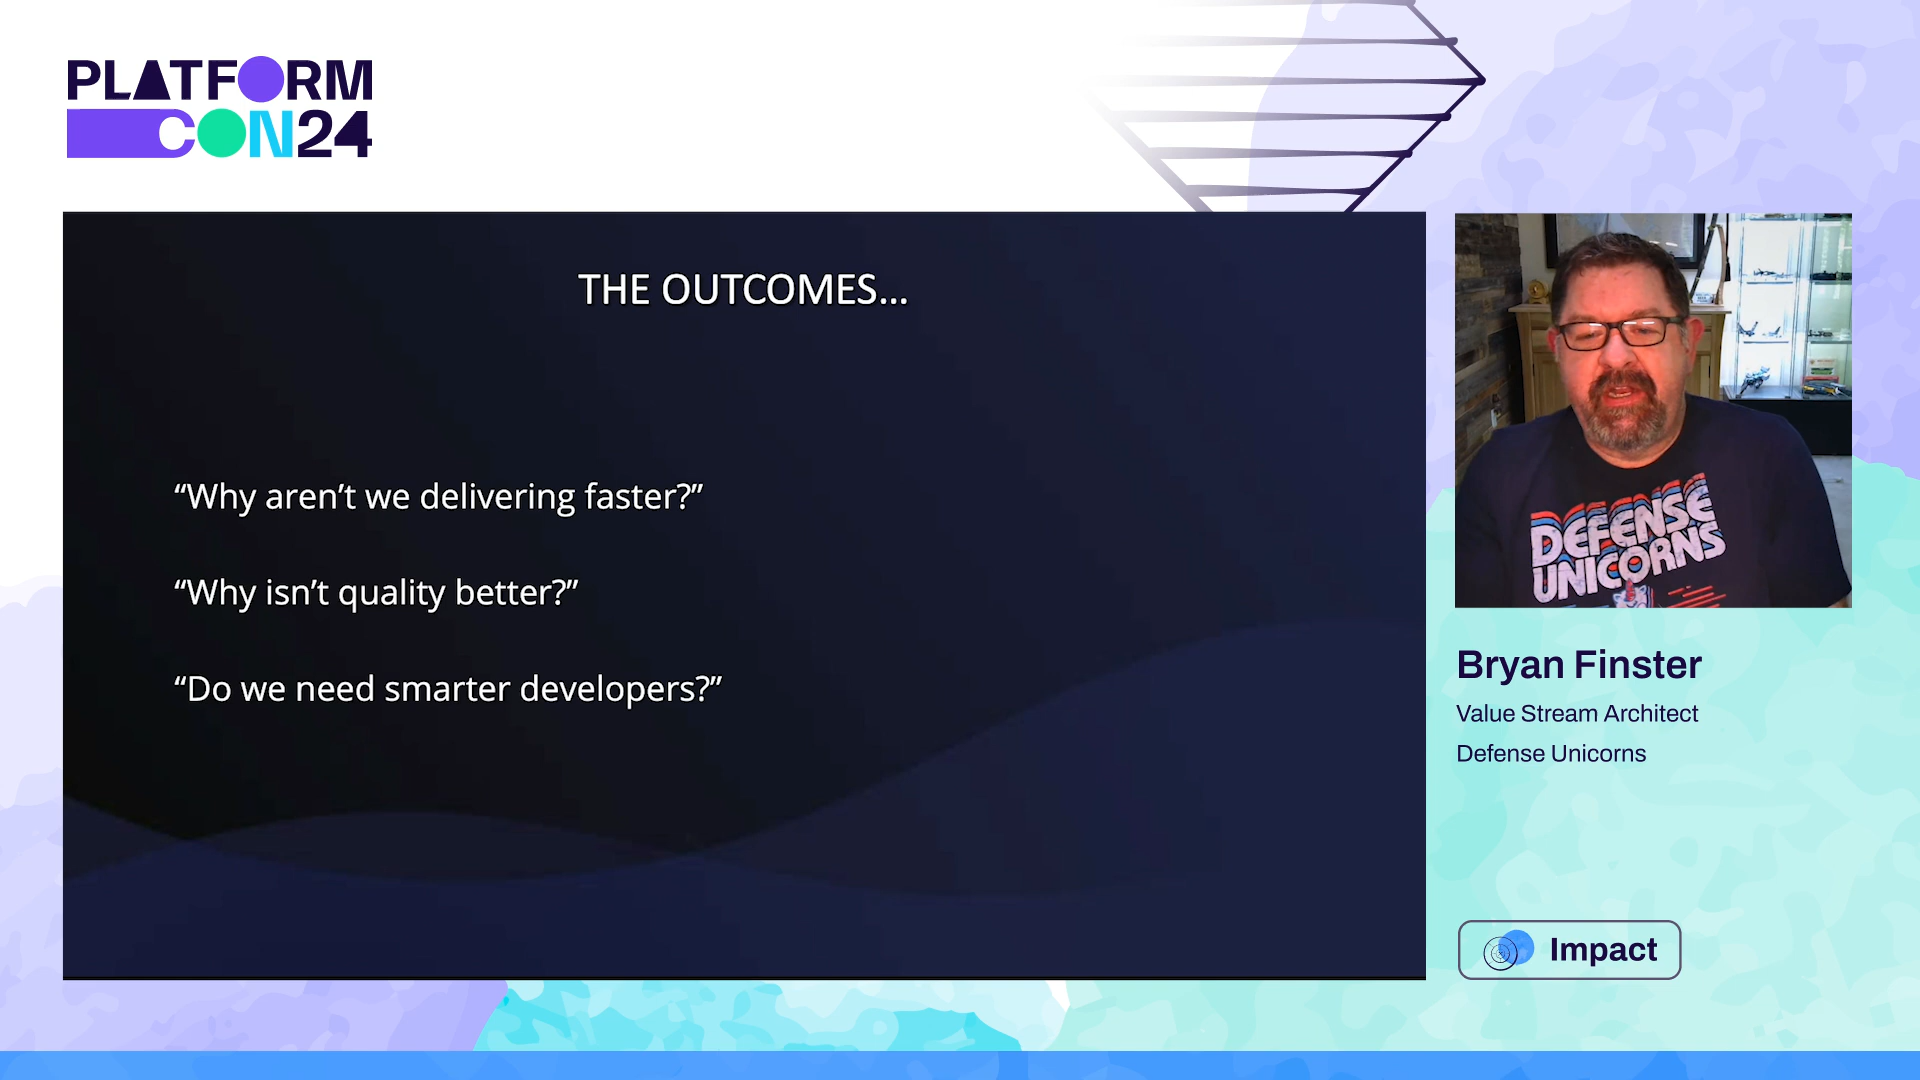 PLATFORM
CON24
THE OUTCOMES...
“Why aren’t we delivering faster?”
“Why isn’t quality better?”
“Do we need smarter developers?”
DEFENSE
UNICORNS
Bryan Finster
Value Stream Architect
Defense Unicorns
Impact